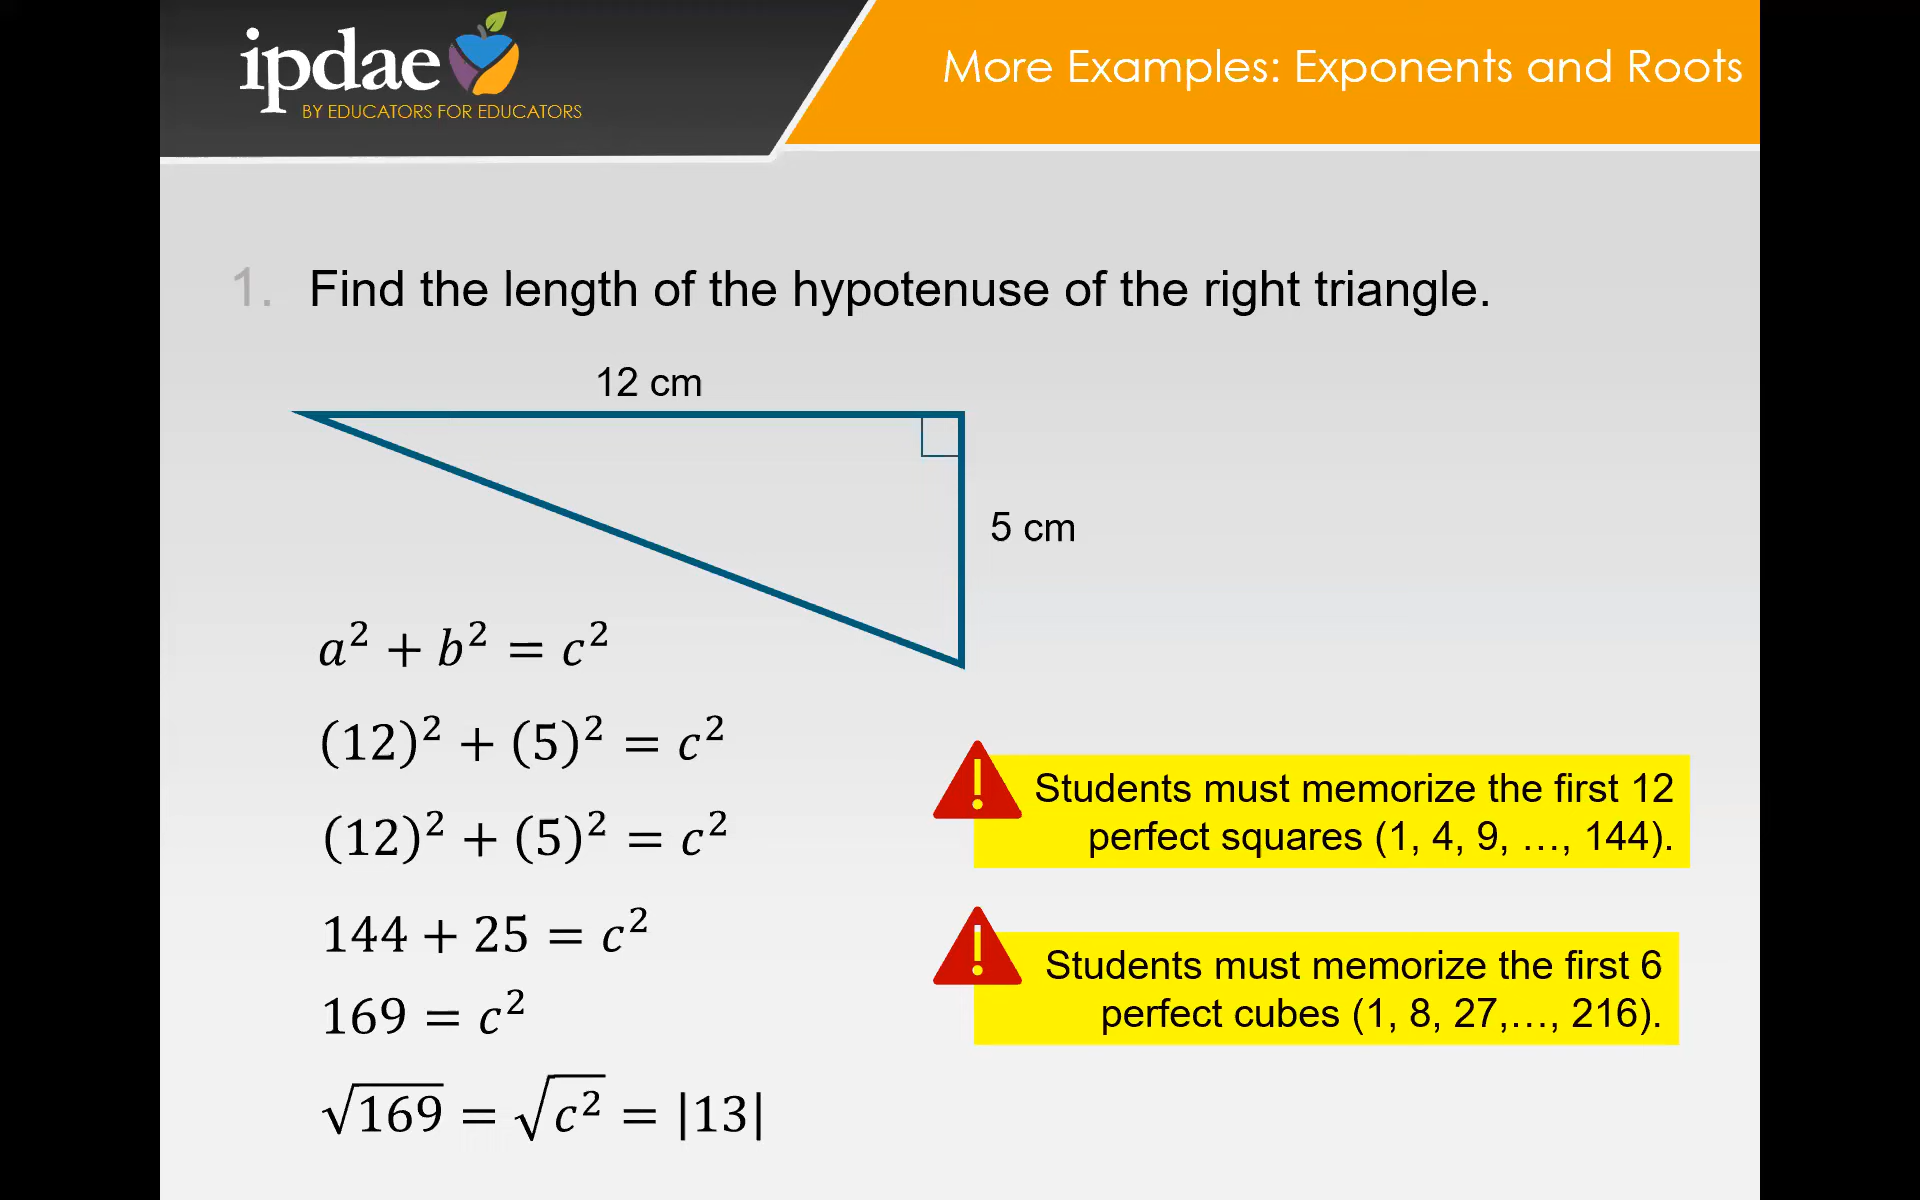 ipdae
BY EDUCATORS FOR EDUCATORS
More Examples: Exponents and Roots
1. Find the length of the hypotenuse of the right triangle.
12 cm
5 cm
a² + b² = c²
(12)² + (5)² = c²
(12)² + (5)² = c²
144 + 25 = c²
169 = c²
√169 = √c² = |13|
Students must memorize the first 12
perfect squares (1, 4, 9, …, 144).
Students must memorize the first 6
perfect cubes (1, 8, 27,…, 216).